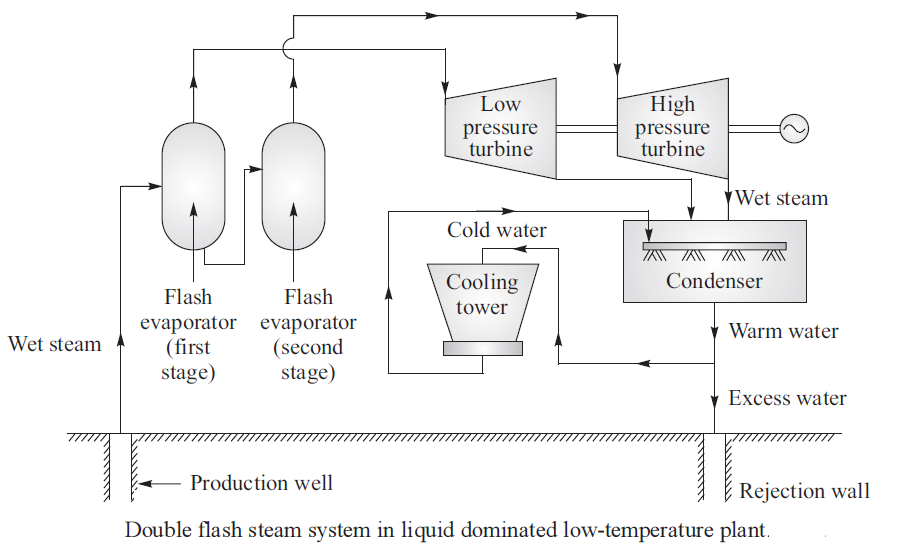 Low
pressure
turbine
High
pressure
turbine
Wet steam
Cold water
Cooling
tower
Condenser
Flash
evaporator
(first
stage)
Flash
evaporator
(second
stage)
Wet steam
Warm water
Excess water
Production well
Rejection wall
Double flash steam system in liquid dominated low-temperature plant.